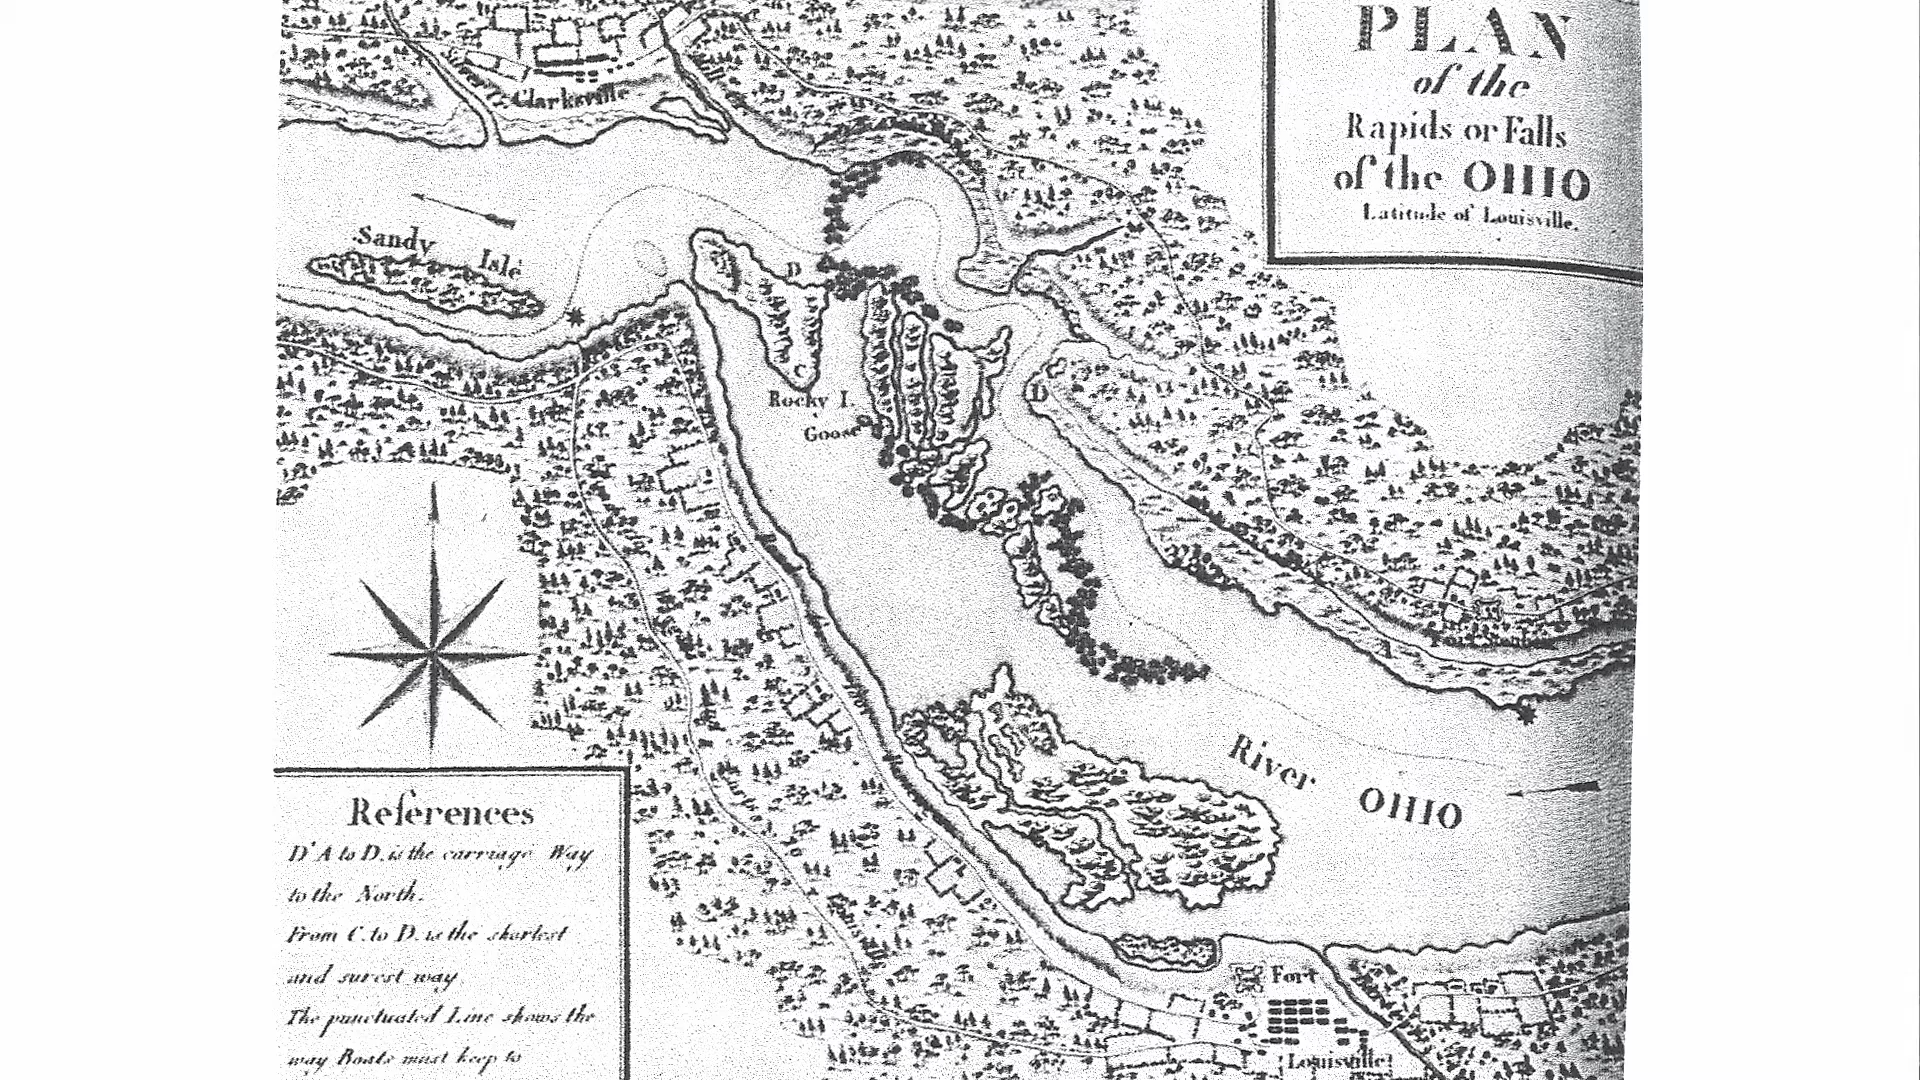 PLAN
of the
Rapids or Falls
of the OHIO
Latitude of Louisville.
Clarksville
Sandy Isle
D
C
Rocky I.
Goose
D
River OHIO
Fort
Louisville
References
D' A to D. is the carriage Way
to the North.
From C. to D. is the shortest
and surest way
The punctuated Line shows the
way Boats must keep to